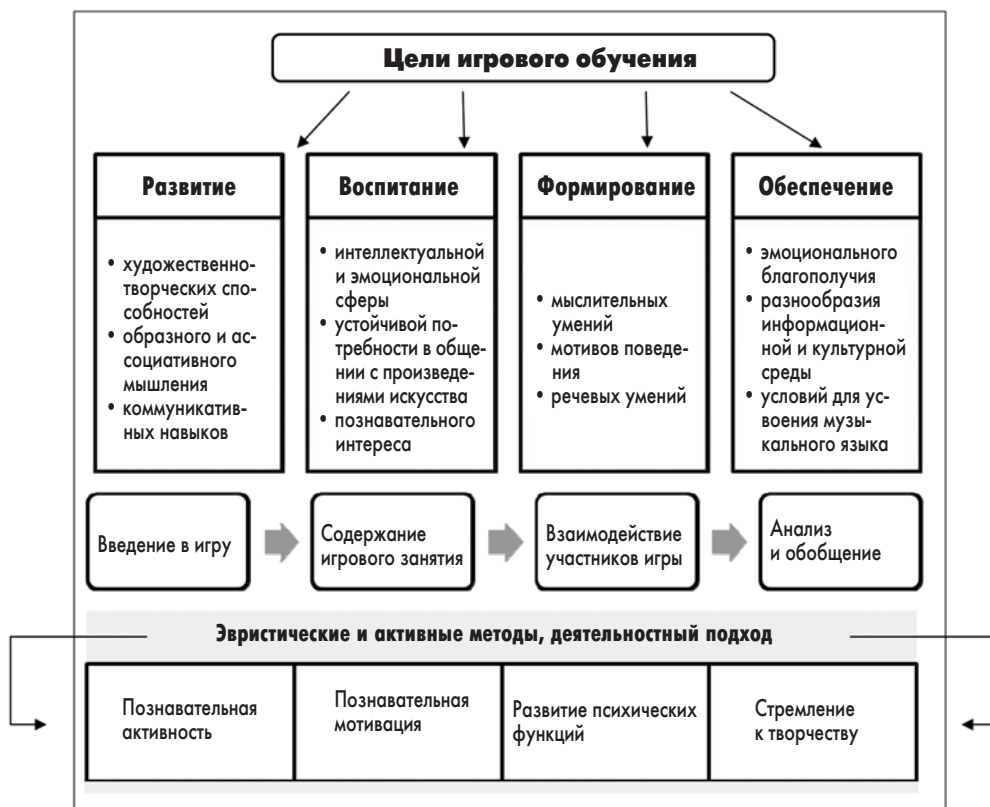 Цели игрового обучения
Развитие
• художественно-
творческих спо-
собностей
• образного и ас-
социативного
мышления
• коммуникатив-
ных навыков
Воспитание
• интеллектуальной
и эмоциональной
сферы
• устойчивой по-
требности в обще-
нии с произведе-
ниями искусства
• познавательного
интереса
Формирование
• мыслительных
умений
• мотивов поведе-
ния
• речевых умений
Обеспечение
• эмоционального
благополучия
• разнообразия
информацион-
ной и культурной
среды
• условий для ус-
воения музы-
кального языка
Введение в игру
Содержание
игрового занятия
Взаимодействие
участников игры
Анализ
и обобщение
Эвристические и активные методы, деятельностный подход
Познавательная
активность
Познавательная
мотивация
Развитие психических
функций
Стремление
к творчеству